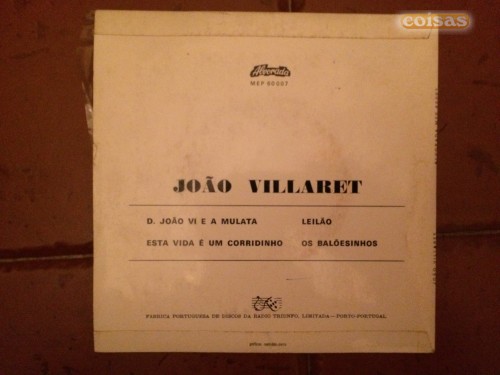 coisas
Alvorada
MEP 60 007
JOÃO VILLARET
D. JOÃO VI E A MULATA LEILÃO
ESTA VIDA É UM CORRIDINHO OS BALÕESINHOS
FABRICA PORTUGUESA DE DISCOS DA RADIO TRIUNFO, LIMITADA — PORTO-PORTUGAL